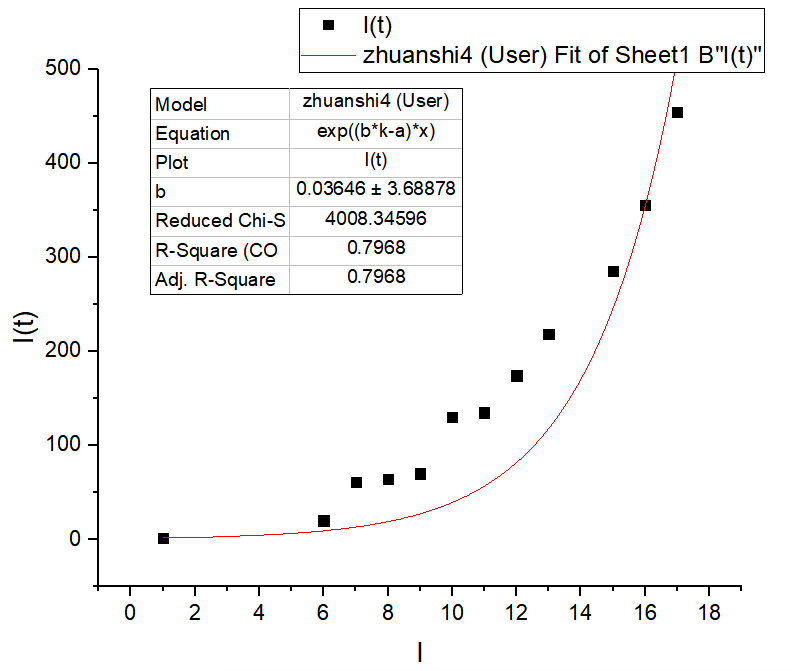 I(t)
zhuanshi4 (User) Fit of Sheet1 B"I(t)"
Model zhuanshi4 (User)
Equation exp((b*k-a)*x)
Plot I(t)
b 0.03646 ± 3.68878
Reduced Chi-S 4008.34596
R-Square (CO 0.7968
Adj. R-Square 0.7968
500
400
300
200
100
0
I(t)
0 2 4 6 8 10 12 14 16 18
I